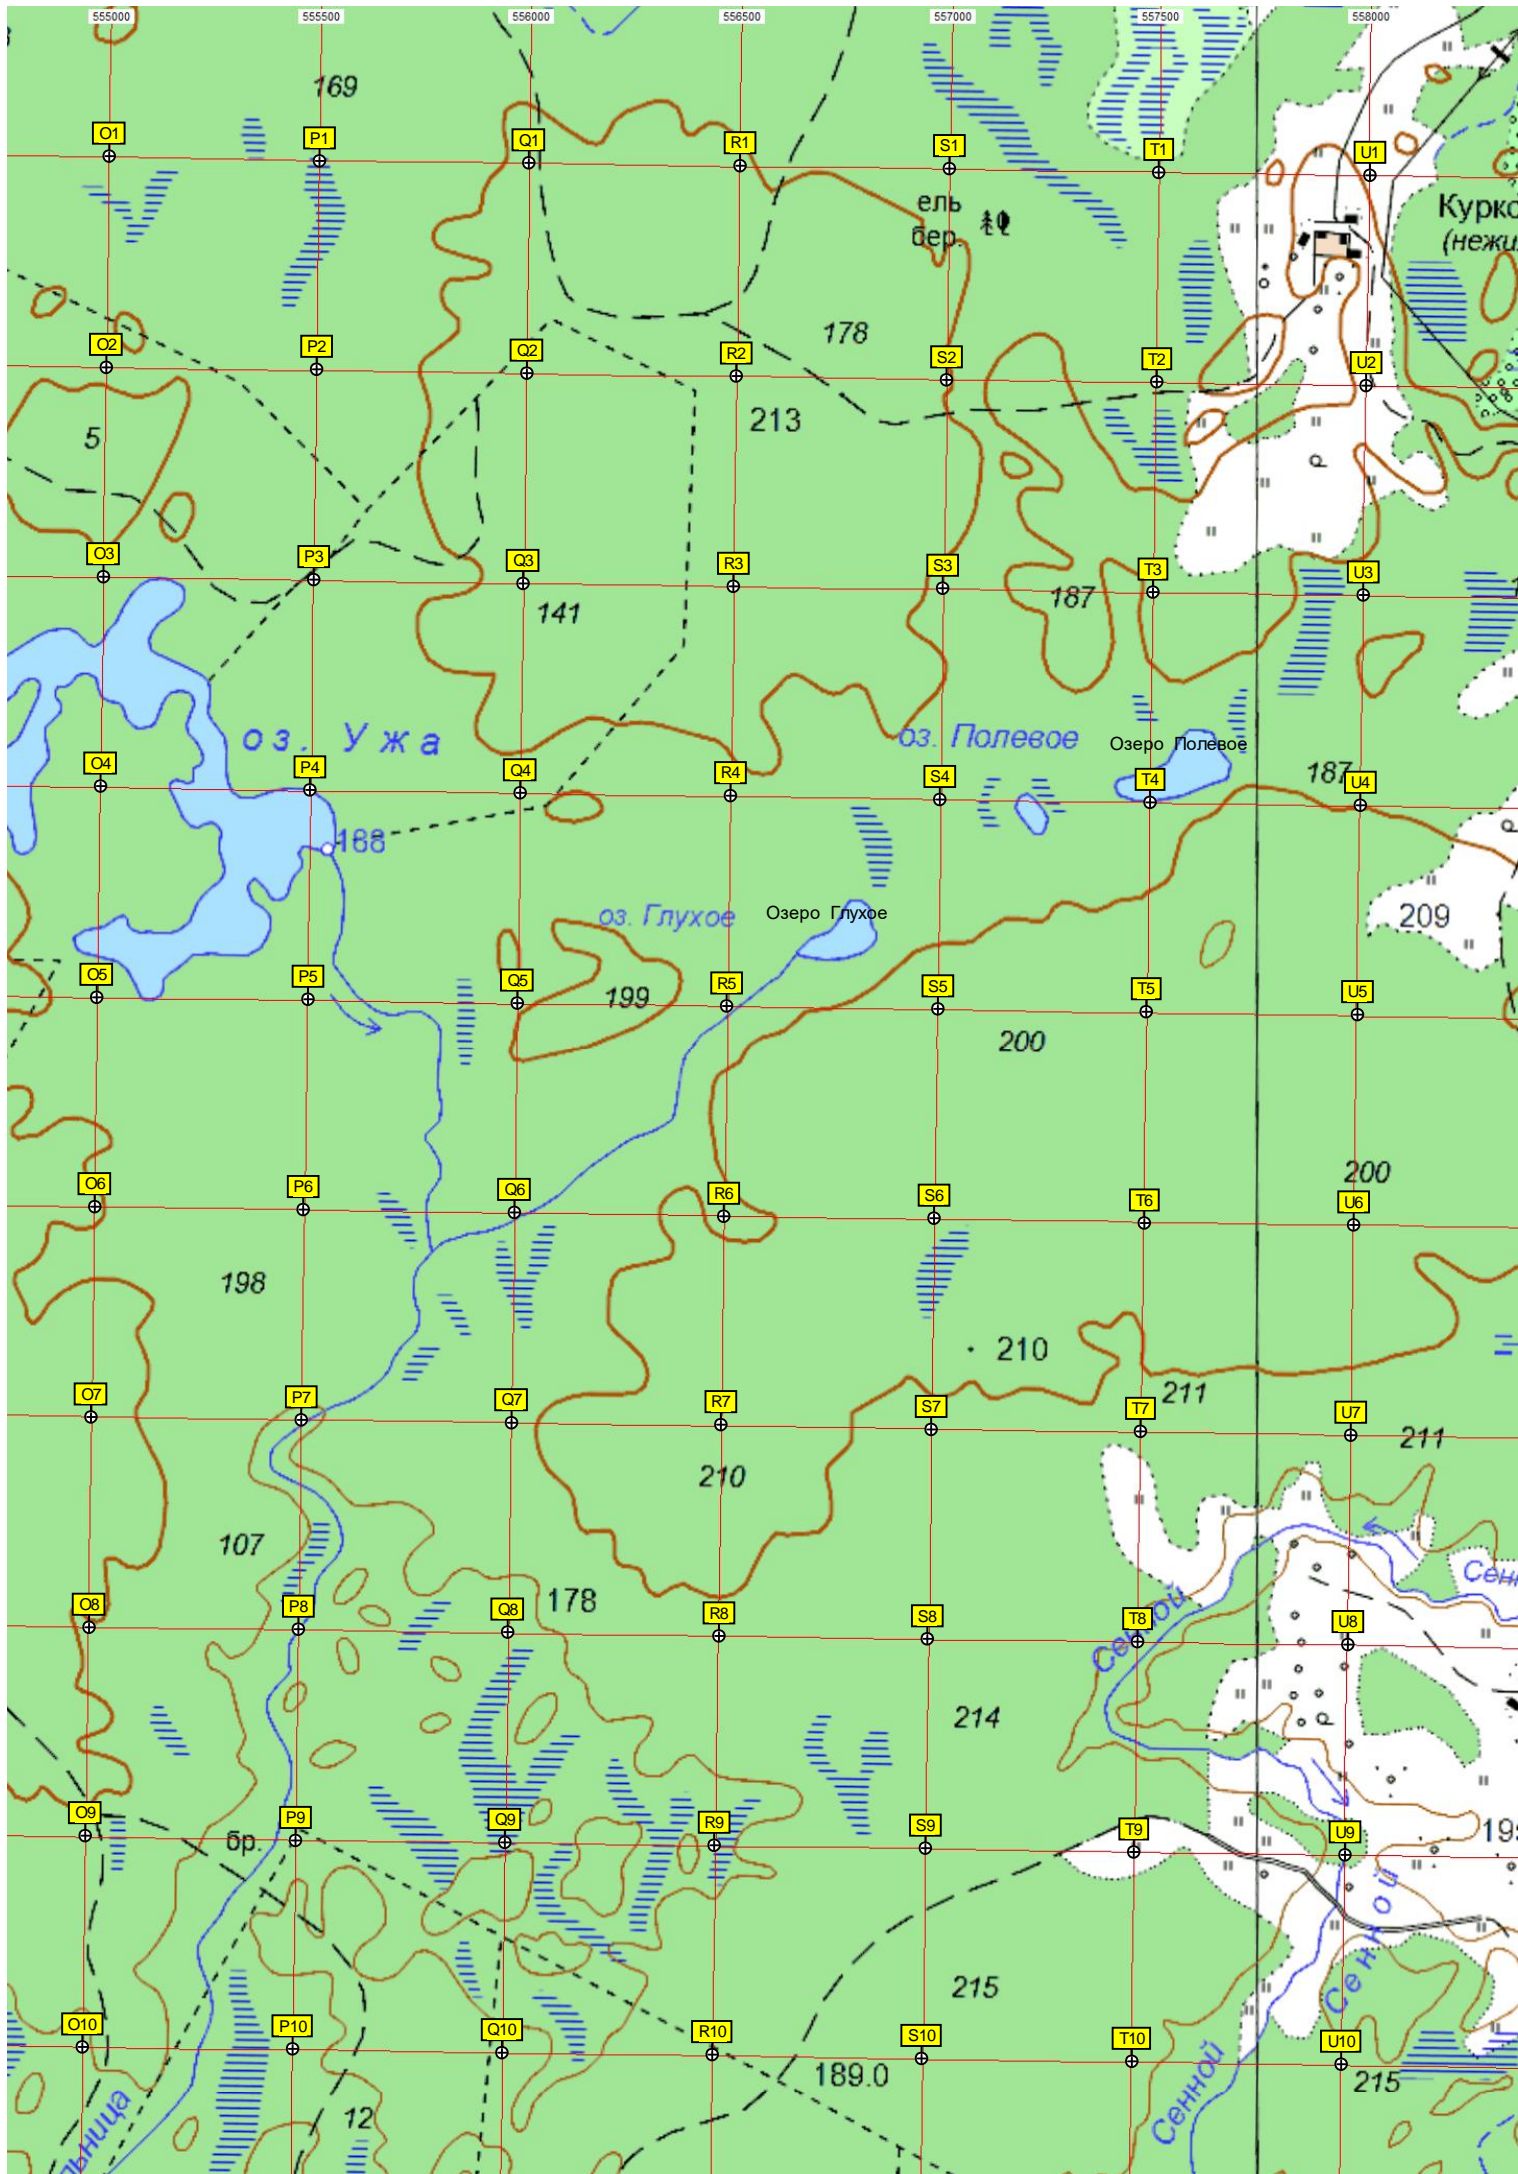 555000 555500 556000 556500 557000 557500 558000
169
O1 P1 Q1 R1 S1 T1 U1
ель
бер.
Курко
(нежи
178
O2 P2 Q2 R2 S2 T2 U2
213
5
O3 P3 Q3 R3 S3 T3 U3
141
187
оз. Ужа
оз. Полевое
Озеро Полевое
187
O4 P4 Q4 R4 S4 T4 U4
188
оз. Глухое
Озеро Глухое
209
O5 P5 Q5 R5 S5 T5 U5
199
200
200
O6 P6 Q6 R6 S6 T6 U6
198
210
211
O7 P7 Q7 R7 S7 T7 U7
211
210
107
178
Сенн
O8 P8 Q8 R8 S8 T8 U8
Сенной
214
O9 P9 Q9 R9 S9 T9 U9
бр.
195
Сенной
215
O10 P10 Q10 R10 S10 T10 U10
189.0
215
Сенной
12
льница